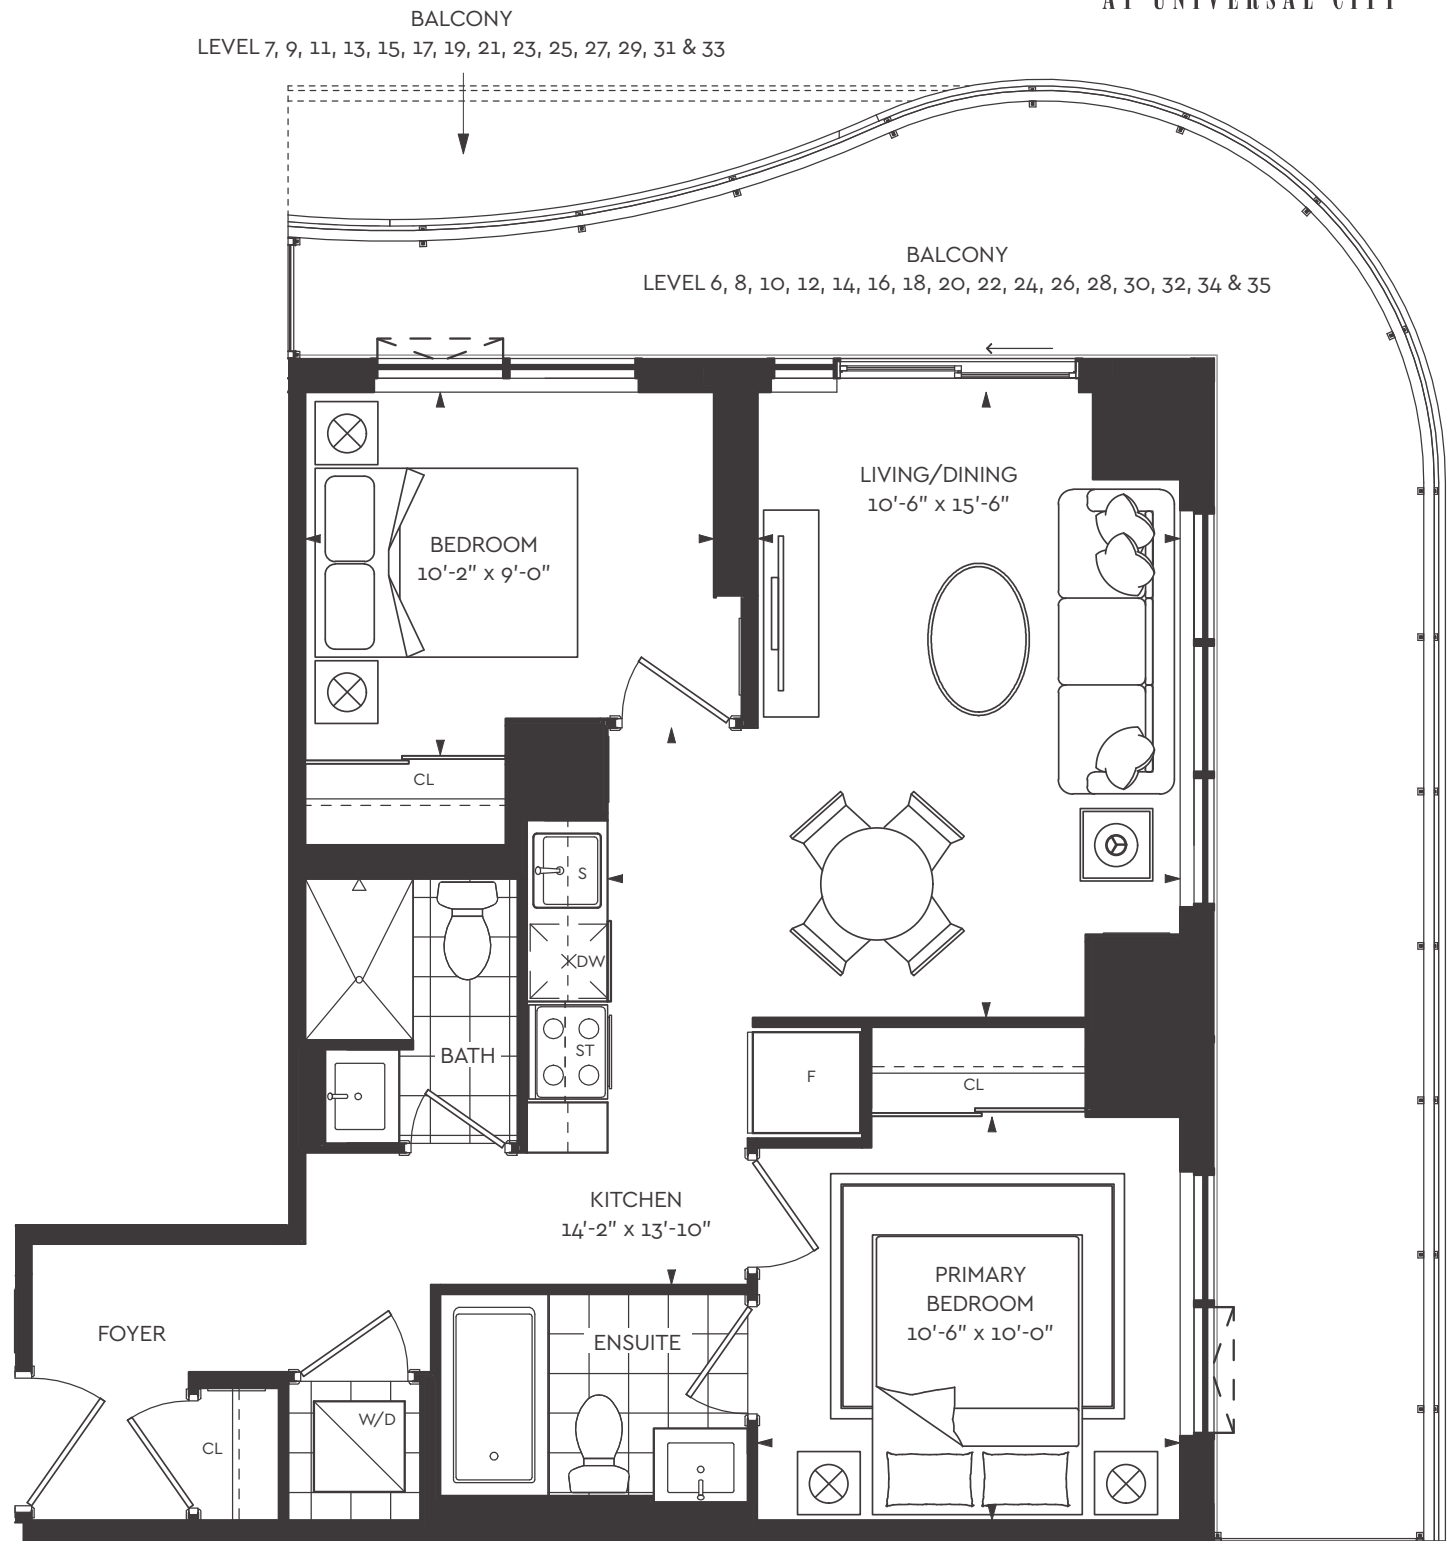 AT UNIVERSAL CITY
BALCONY
LEVEL 7, 9, 11, 13, 15, 17, 19, 21, 23, 25, 27, 29, 31 & 33
BALCONY
LEVEL 6, 8, 10, 12, 14, 16, 18, 20, 22, 24, 26, 28, 30, 32, 34 & 35
LIVING/DINING
10'-6" x 15'-6"
BEDROOM
10'-2" x 9'-0"
CL
S
DW
ST
BATH
F
CL
KITCHEN
14'-2" x 13'-10"
PRIMARY
BEDROOM
10'-6" x 10'-0"
FOYER
ENSUITE
W/D
CL